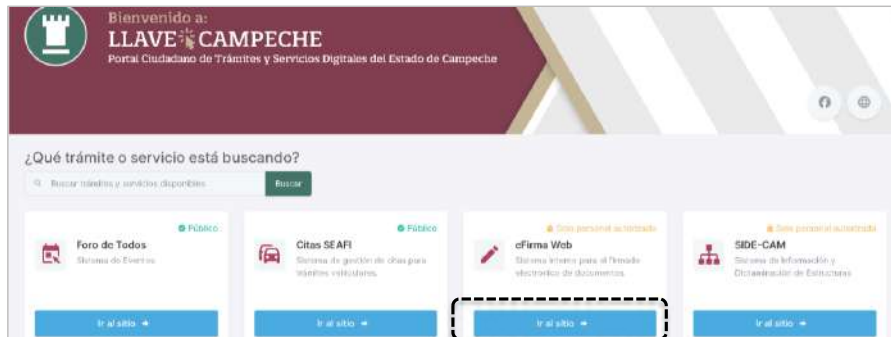 Bienvenido a:
LLAVE CAMPECHE
Portal Ciudadano de Trámites y Servicios Digitales del Estado de Campeche
¿Qué trámite o servicio está buscando?
Buscar trámites y servicios disponibles
Buscar
Público
Foro de Todos
Sistema de Eventos
Ir al sitio
Público
Citas SEAFI
Sistema de gestión de citas para
trámites vehiculares.
Ir al sitio
Solo personal autorizado
eFirma Web
Sistema interno para el firmado
electrónico de documentos.
Ir al sitio
Solo personal autorizado
SIDE-CAM
Sistema de Información y
Dictaminación de Estructuras
Ir al sitio